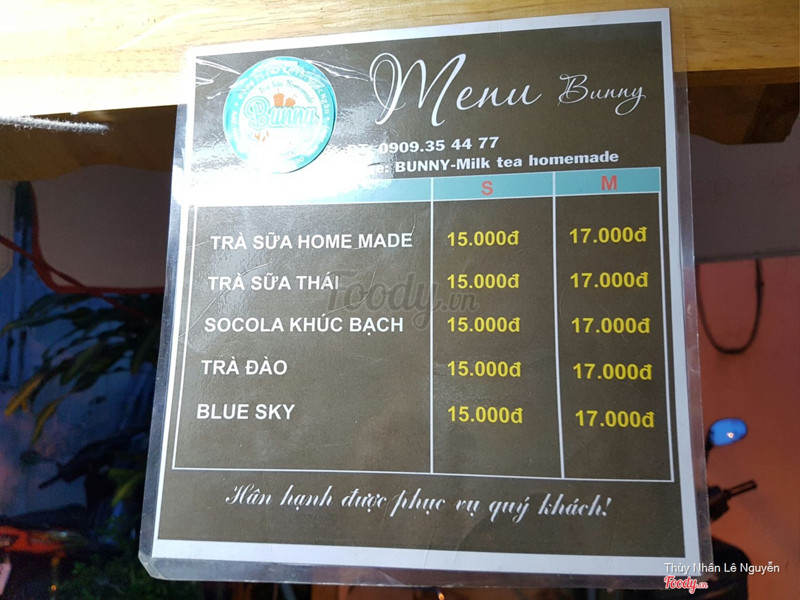 Menu Bunny
Bunny
0909.35 44 77
BUNNY-Milk tea homemade
S M
TRÀ SỮA HOME MADE 15.000đ 17.000đ
TRÀ SỮA THÁI 15.000đ 17.000đ
SOCOLA KHÚC BẠCH 15.000đ 17.000đ
TRÀ ĐÀO 15.000đ 17.000đ
BLUE SKY 15.000đ 17.000đ
Hân hạnh được phục vụ quý khách!
Foody.vn
Thùy Nhân Lê Nguyễn
Foody.vn